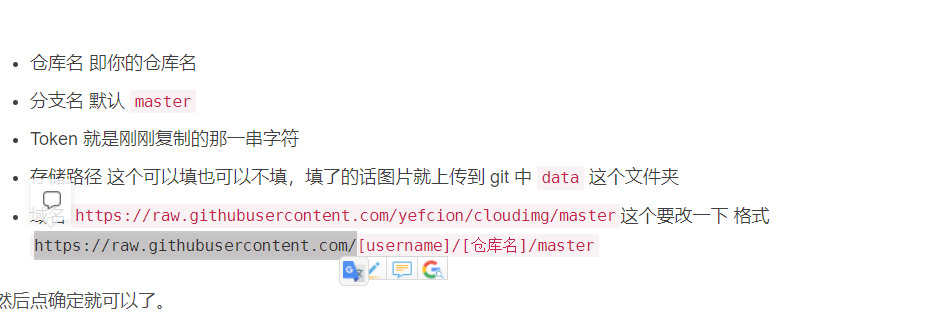 仓库名 即你的仓库名
分支名 默认 master
Token 就是刚刚复制的那一串字符
存储路径 这个可以填也可以不填，填了的话图片就上传到 git 中 data 这个文件夹
域名 https://raw.githubusercontent.com/yefcion/cloudimg/master 这个要改一下 格式
https://raw.githubusercontent.com/[username]/[仓库名]/master
然后点确定就可以了。